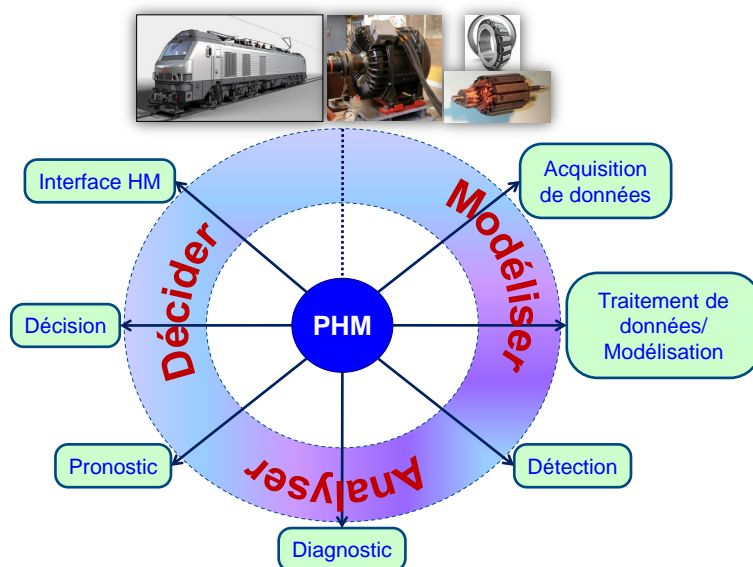 Interface HM
Décider
Modéliser
Acquisition
de données
Décision
PHM
Traitement de
données/
Modélisation
Pronostic
Analyser
Détection
Diagnostic